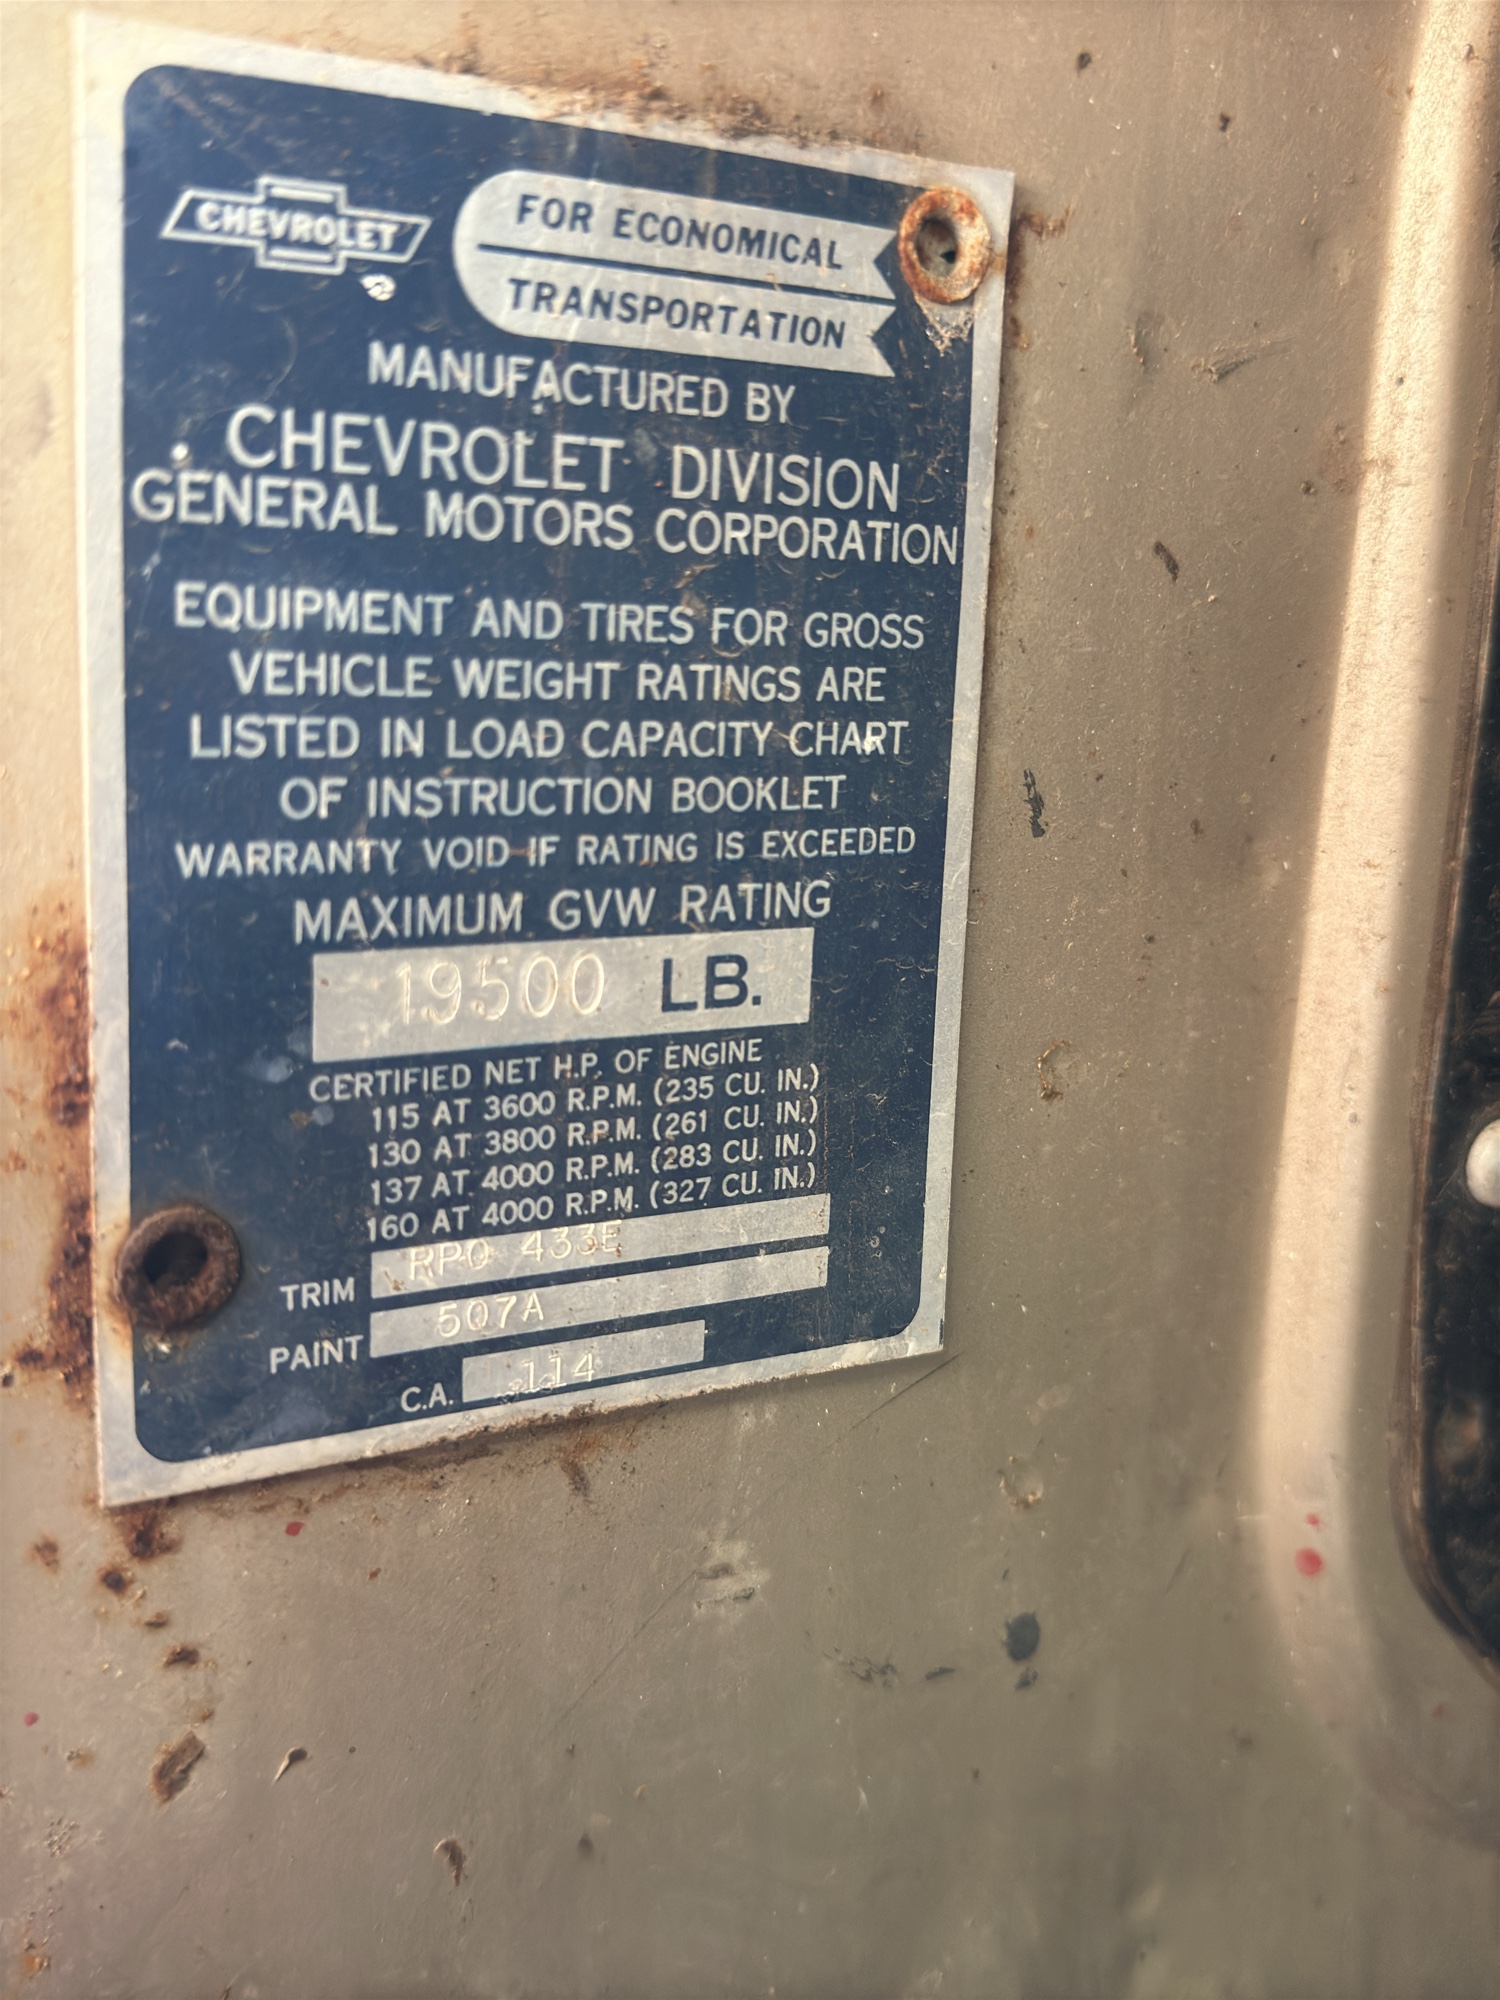 CHEVROLET
FOR ECONOMICAL
TRANSPORTATION
MANUFACTURED BY
CHEVROLET DIVISION
GENERAL MOTORS CORPORATION
EQUIPMENT AND TIRES FOR GROSS
VEHICLE WEIGHT RATINGS ARE
LISTED IN LOAD CAPACITY CHART
OF INSTRUCTION BOOKLET
WARRANTY VOID IF RATING IS EXCEEDED
MAXIMUM GVW RATING
19500 LB.
CERTIFIED NET H.P. OF ENGINE
115 AT 3600 R.P.M. (235 CU. IN.)
130 AT 3800 R.P.M. (261 CU. IN.)
137 AT 4000 R.P.M. (283 CU. IN.)
160 AT 4000 R.P.M. (327 CU. IN.)
TRIM RPO 433E
PAINT 507A
C.A. 114